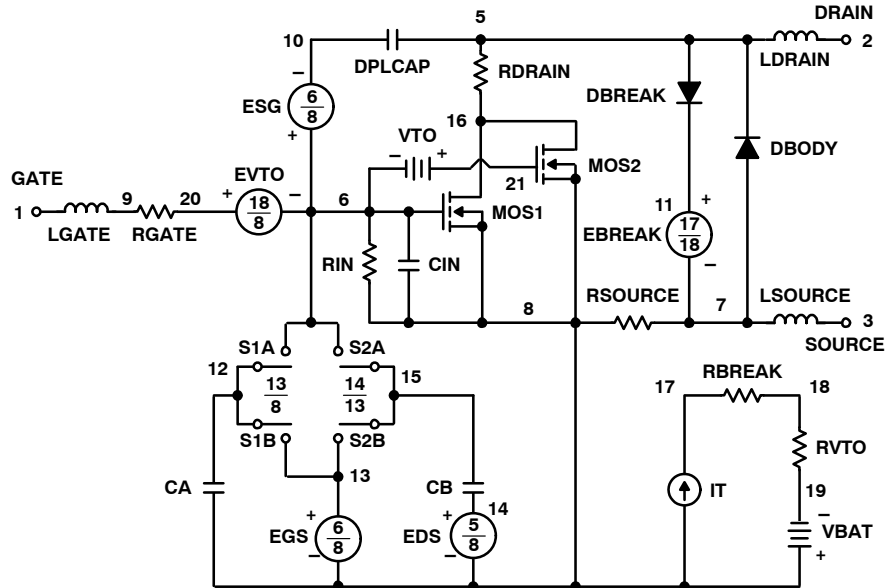 5
DRAIN
10
2
DPLCAP
LDRAIN
RDRAIN
DBREAK
ESG
6
8
−
+
16
VTO
−
+
MOS2
DBODY
GATE
EVTO
21
1
9
20
+
18
8
−
6
MOS1
11
+
LGATE
RGATE
EBREAK
17
18
−
RIN
CIN
8
RSOURCE
7
LSOURCE
3
SOURCE
S1A
S2A
12
13
8
14
13
15
RBREAK
17
18
S1B
S2B
RVTO
13
CA
CB
14
IT
19
+
+
−
EGS
6
8
EDS
5
8
VBAT
−
−
+